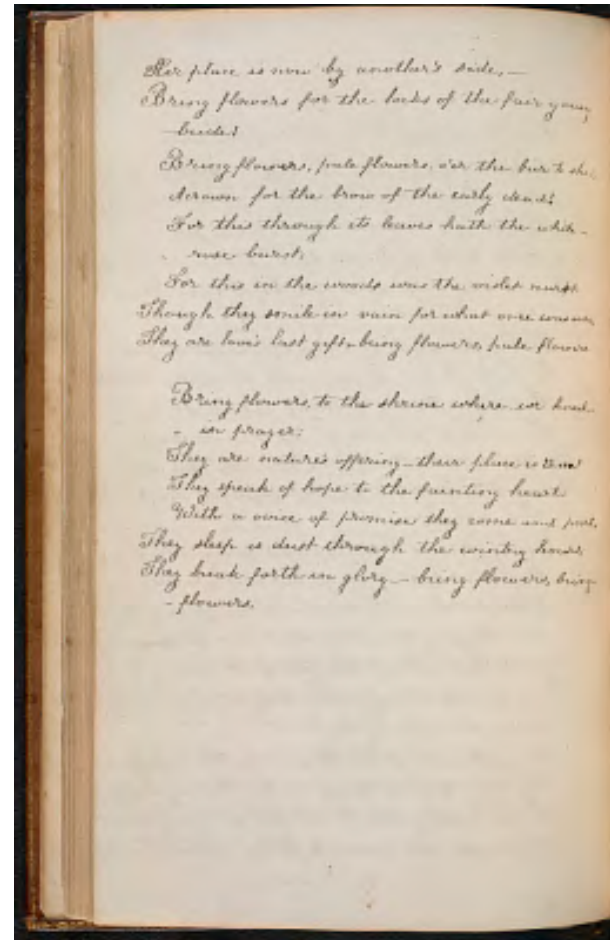 Her place is now by another's side,—
Bring flowers for the locks of the fair young
bride!
Bring flowers, pale flowers, o'er the bier to shed
A crown for the brow of the early dead!
For this through its leaves hath the white
rose burst,
For this in the woods was the violet nurst
Though they smile in vain for what once was ours,
They are love's last gift—bring flowers, pale flowers
Bring flowers, to the shrine where we kneel
in prayer:
They are nature's offering—their place is there
They speak of hope to the fainting heart
With a voice of promise they come and part,
They sleep is dust through the wintry hours
They break forth in glory—bring flowers, bring
- flowers.